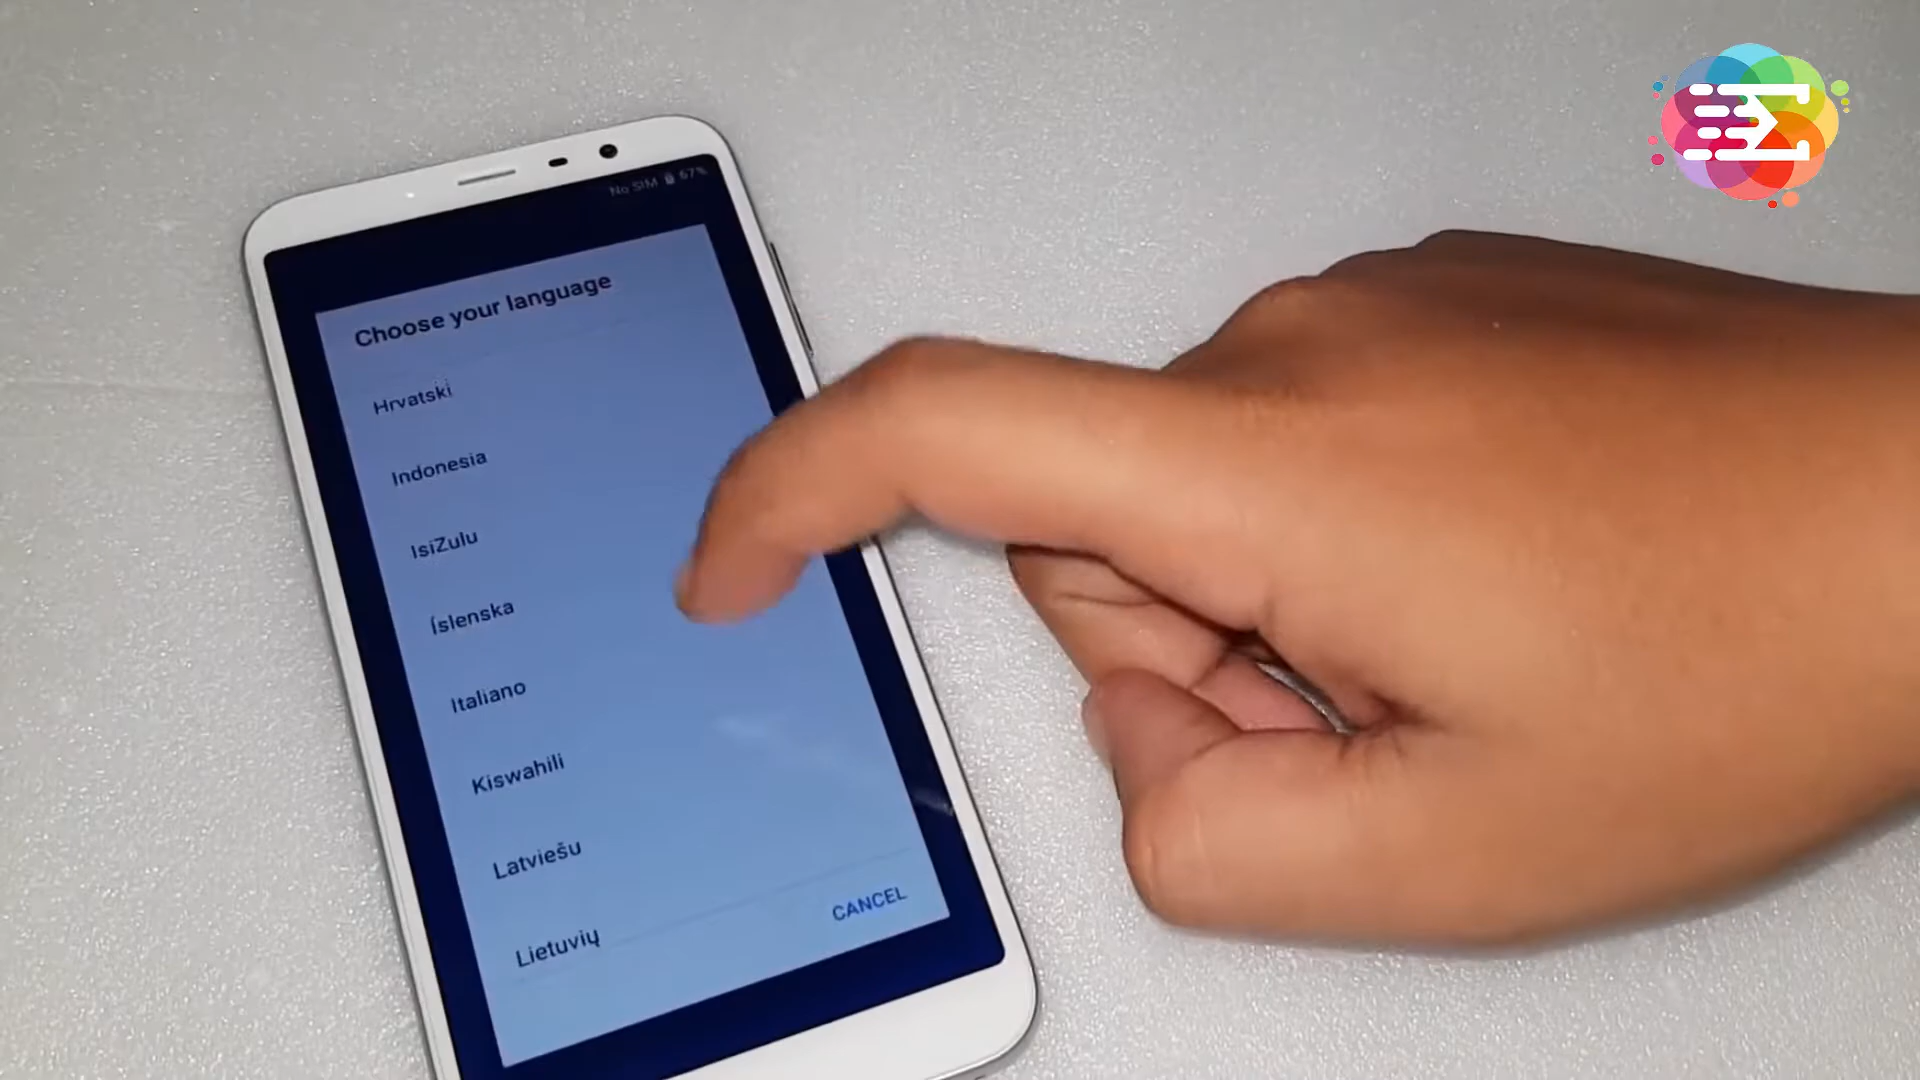 No SIM 67%
Choose your language
Hrvatski
Indonesia
IsiZulu
Íslenska
Italiano
Kiswahili
Latviešu
Lietuvių
CANCEL